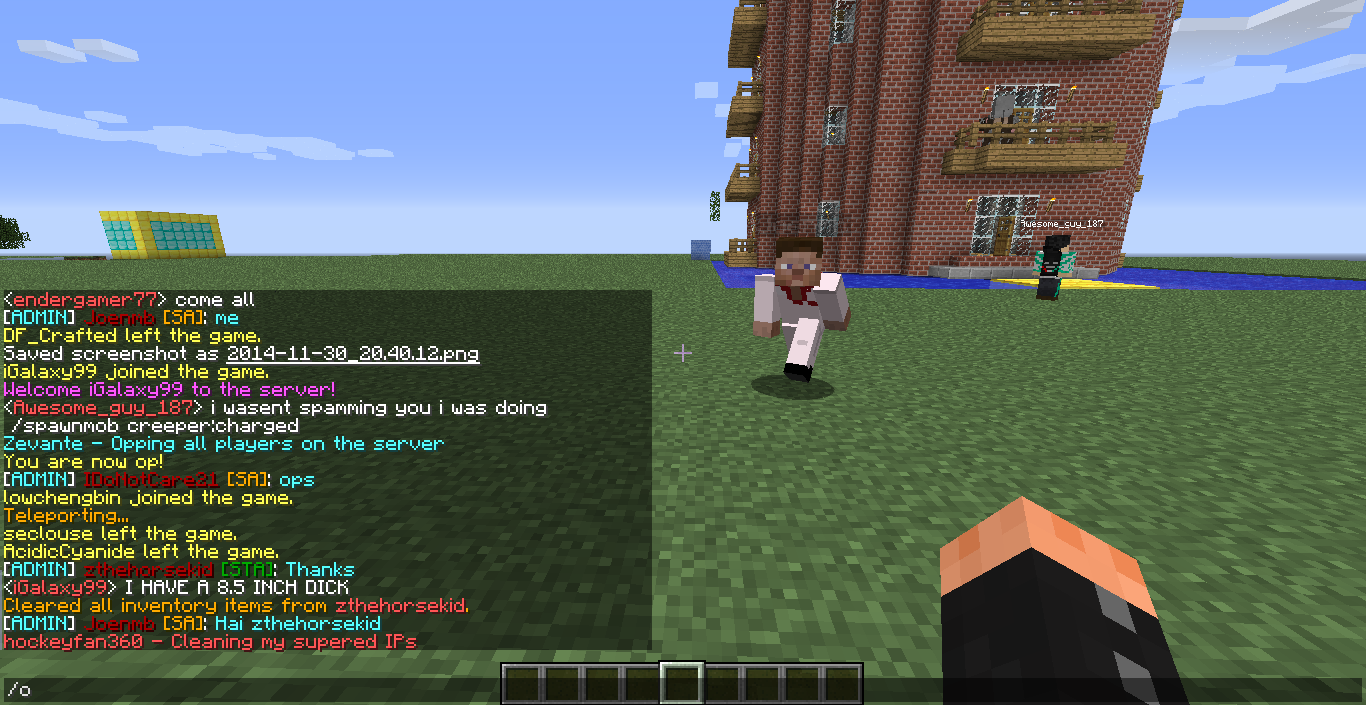 Awesome_guy_187
<endergamer77> come all
[ADMIN] Joenmb [SA]: me
DF_Crafted left the game.
Saved screenshot as 2014-11-30_20.40.12.png
iGalaxy99 joined the game.
Welcome iGalaxy99 to the server!
<Awesome_guy_187> i wasent spamming you i was doing
/spawnmob creeper:charged
Zevante - Opping all players on the server
You are now op!
[ADMIN] IDoNotCare21 [SA]: ops
lowchengbin joined the game.
Teleporting...
seclouse left the game.
AcidicCyanide left the game.
[ADMIN] zthehorsekid [STA]: Thanks
<iGalaxy99> I HAVE A 8.5 INCH DICK
Cleared all inventory items from zthehorsekid.
[ADMIN] Joenmb [SA]: Hai zthehorsekid
hockeyfan360 - Cleaning my supered IPs
/o